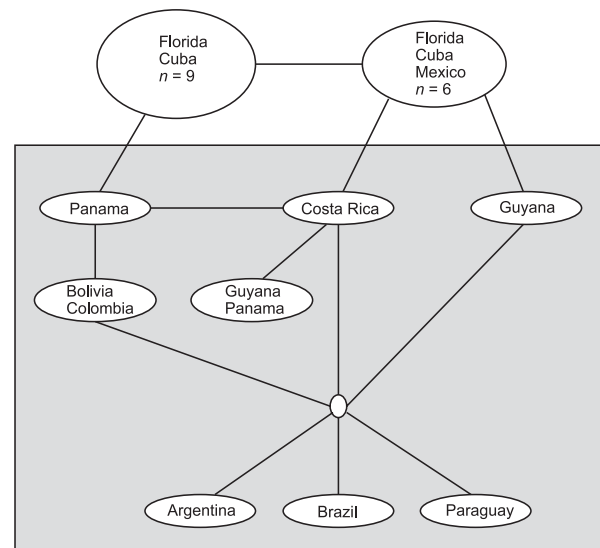 Florida
Cuba
n = 9
Florida
Cuba
Mexico
n = 6
Panama
Costa Rica
Guyana
Bolivia
Colombia
Guyana
Panama
Argentina
Brazil
Paraguay